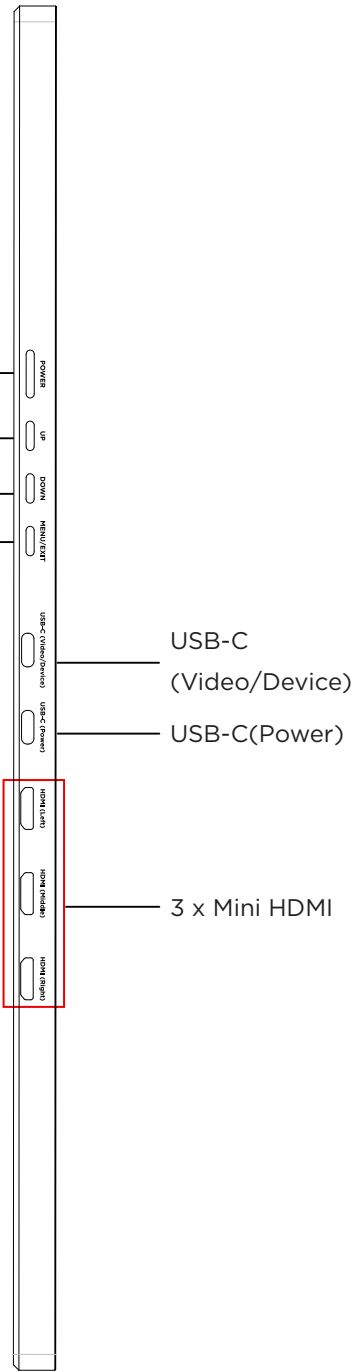 POWER
UP
DOWN
MENU/EXIT
USB-C (Video/Device)
USB-C (Power)
HDMI (Left)
HDMI (Middle)
HDMI (Right)
USB-C
(Video/Device)
USB-C(Power)
3 x Mini HDMI